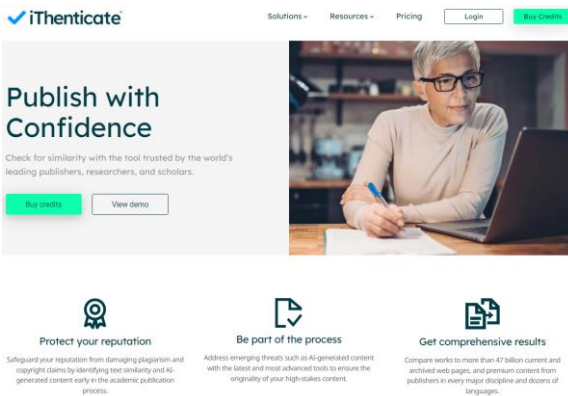 iThenticate®
Solutions
Resources
Pricing
Login
Buy Credits
Publish with
Confidence
Check for similarity with the tool trusted by the world's
leading publishers, researchers, and scholars.
Buy credits
View demo
Protect your reputation
Safeguard your reputation from damaging plagiarism and
copyright claims by identifying text similarity and AI-
generated content early in the academic publication
process.
Be part of the process
Address emerging threats such as AI-generated content
with the latest and most advanced tools to ensure the
originality of your high-stakes content.
Get comprehensive results
Compare works to more than 47 billion current and
archived web pages, and premium content from
publishers in every major discipline and dozens of
languages.